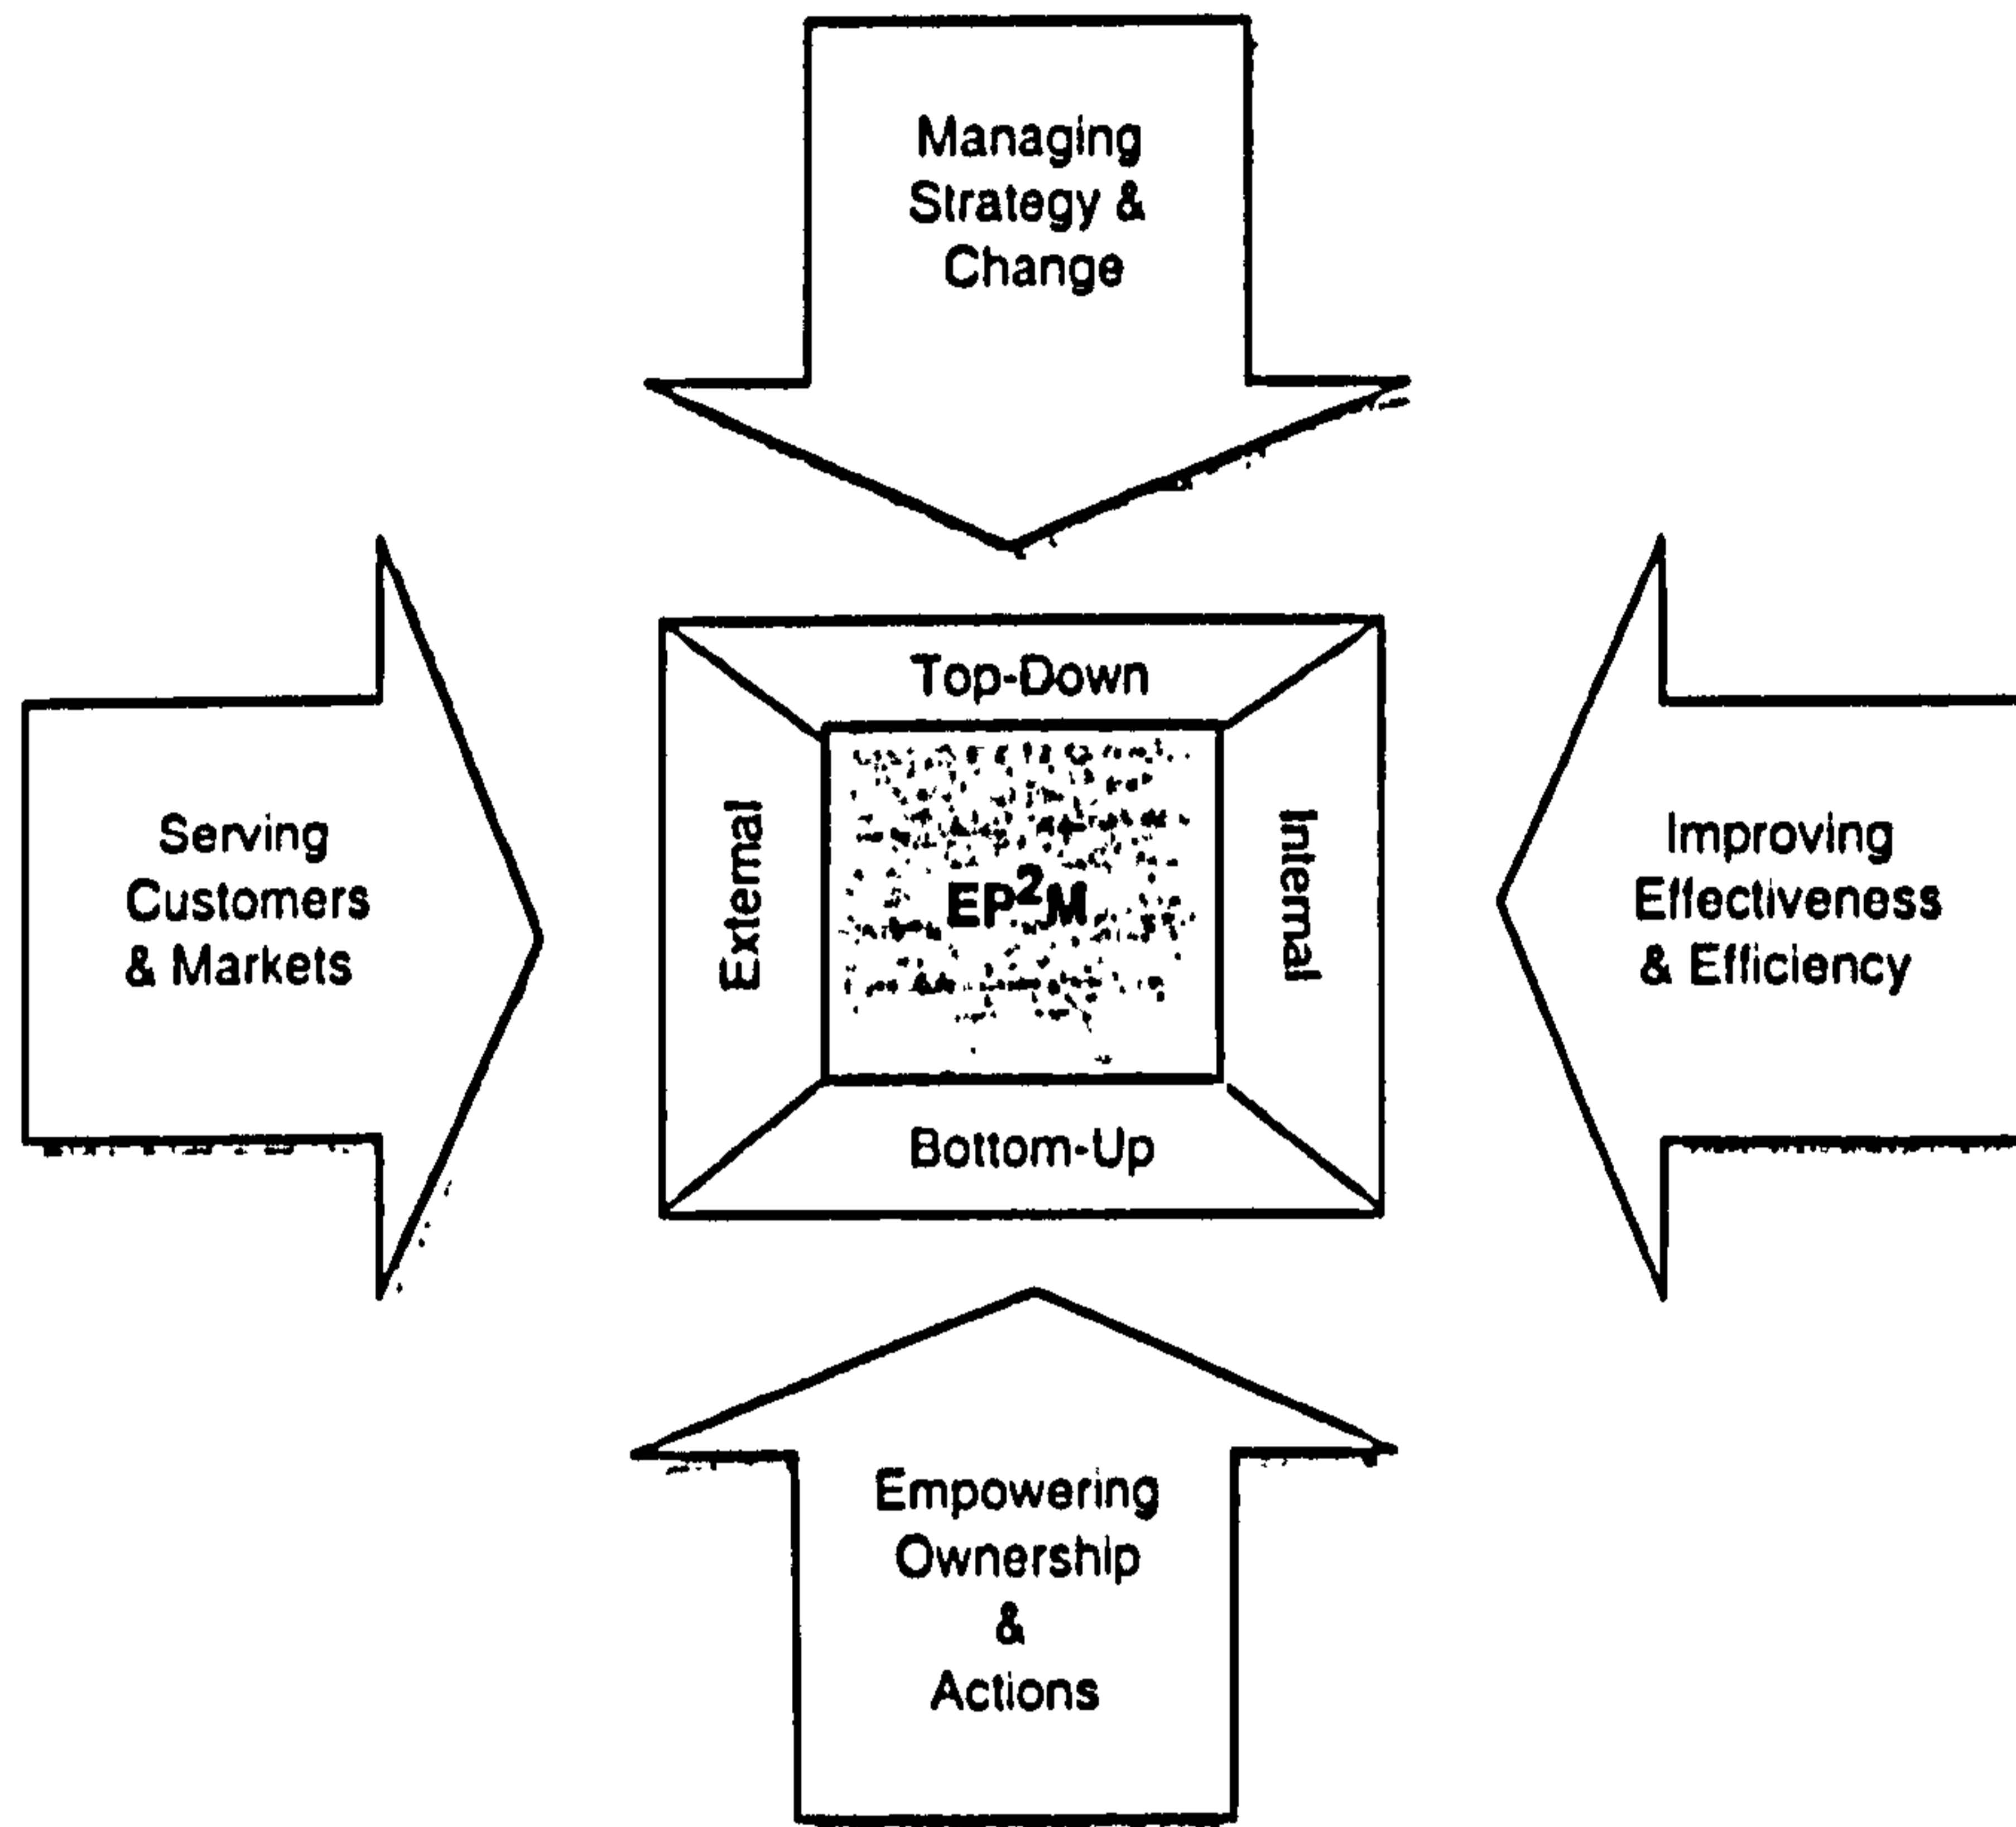 Managing
Strategy &
Change
Top-Down
Serving
Customers
& Markets
External
EP²M
Internal
Improving
Effectiveness
& Efficiency
Bottom-Up
Empowering
Ownership
&
Actions